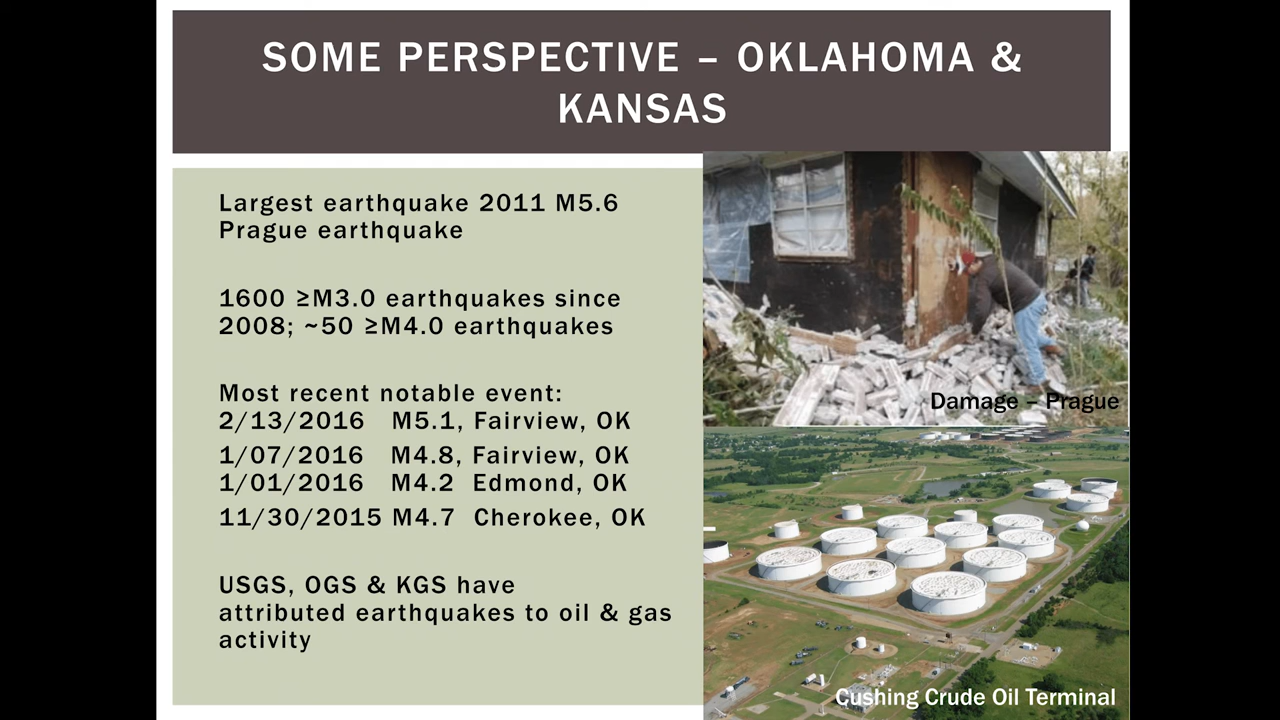 SOME PERSPECTIVE – OKLAHOMA &
KANSAS
Largest earthquake 2011 M5.6
Prague earthquake
1600 ≥M3.0 earthquakes since
2008; ~50 ≥M4.0 earthquakes
Most recent notable event:
2/13/2016 M5.1, Fairview, OK
1/07/2016 M4.8, Fairview, OK
1/01/2016 M4.2 Edmond, OK
11/30/2015 M4.7 Cherokee, OK
USGS, OGS & KGS have
attributed earthquakes to oil & gas
activity
Damage – Prague
Cushing Crude Oil Terminal